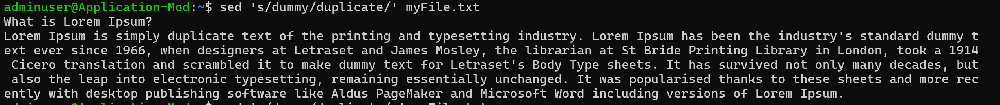 adminuser@Application-Mod:~$ sed 's/dummy/duplicate/' myFile.txt
What is Lorem Ipsum?
Lorem Ipsum is simply duplicate text of the printing and typesetting industry. Lorem Ipsum has been the industry's standard dummy t
ext ever since 1966, when designers at Letraset and James Mosley, the librarian at St Bride Printing Library in London, took a 1914
 Cicero translation and scrambled it to make dummy text for Letraset's Body Type sheets. It has survived not only many decades, but
 also the leap into electronic typesetting, remaining essentially unchanged. It was popularised thanks to these sheets and more rec
ently with desktop publishing software like Aldus PageMaker and Microsoft Word including versions of Lorem Ipsum.